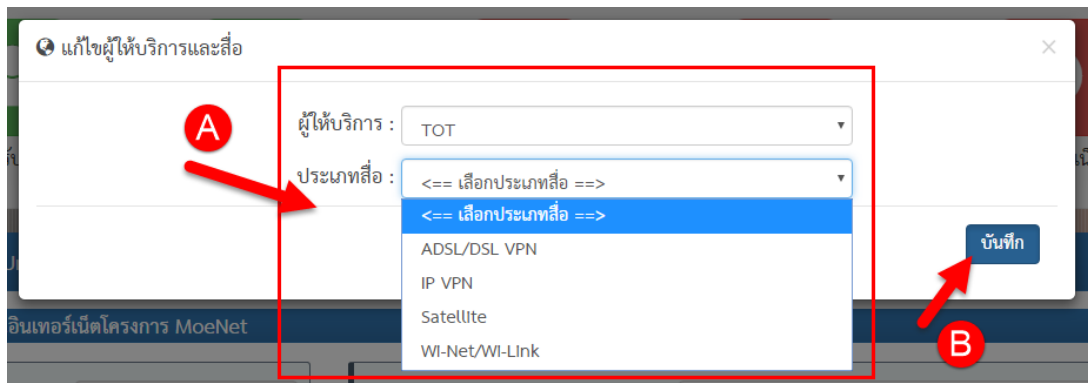 แก้ไขผู้ให้บริการและสื่อ
×
A
ผู้ให้บริการ :
TOT
ประเภทสื่อ :
<== เลือกประเภทสื่อ ==>
<== เลือกประเภทสื่อ ==>
ADSL/DSL VPN
IP VPN
Satellite
Wi-Net/Wi-Link
บันทึก
B
อินเทอร์เน็ตโครงการ MoeNet